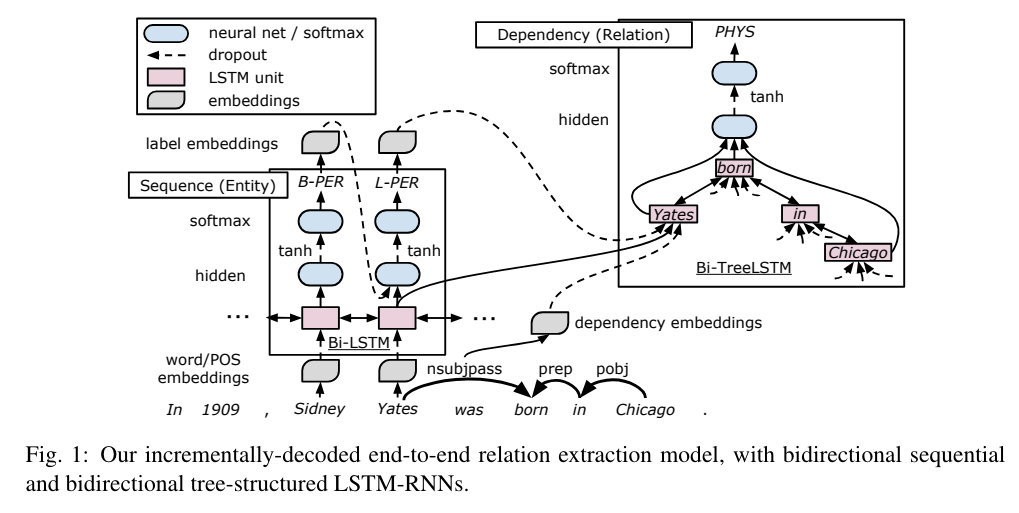 neural net / softmax
dropout
LSTM unit
embeddings
Dependency (Relation)
PHYS
softmax
tanh
hidden
born
Yates
in
Chicago
Bi-TreeLSTM
label embeddings
Sequence (Entity)
B-PER L-PER
softmax
tanh tanh
hidden
... ...
Bi-LSTM
dependency embeddings
word/POS
embeddings
nsubjpass prep pobj
In 1909 , Sidney Yates was born in Chicago .
Fig. 1: Our incrementally-decoded end-to-end relation extraction model, with bidirectional sequential
and bidirectional tree-structured LSTM-RNNs.